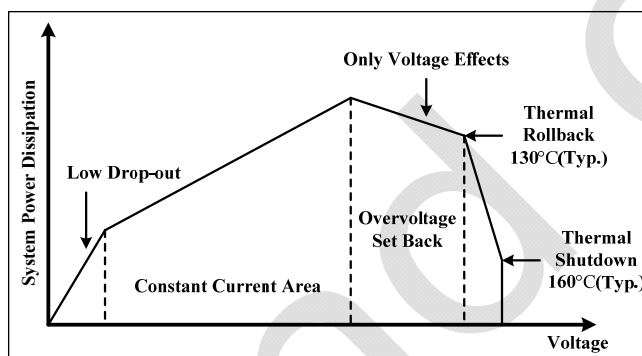 Only Voltage Effects
Thermal
Rollback
130°C(Typ.)
Low Drop-out
Overvoltage
Set Back
Thermal
Shutdown
160°C(Typ.)
Constant Current Area
System Power Dissipation
Voltage